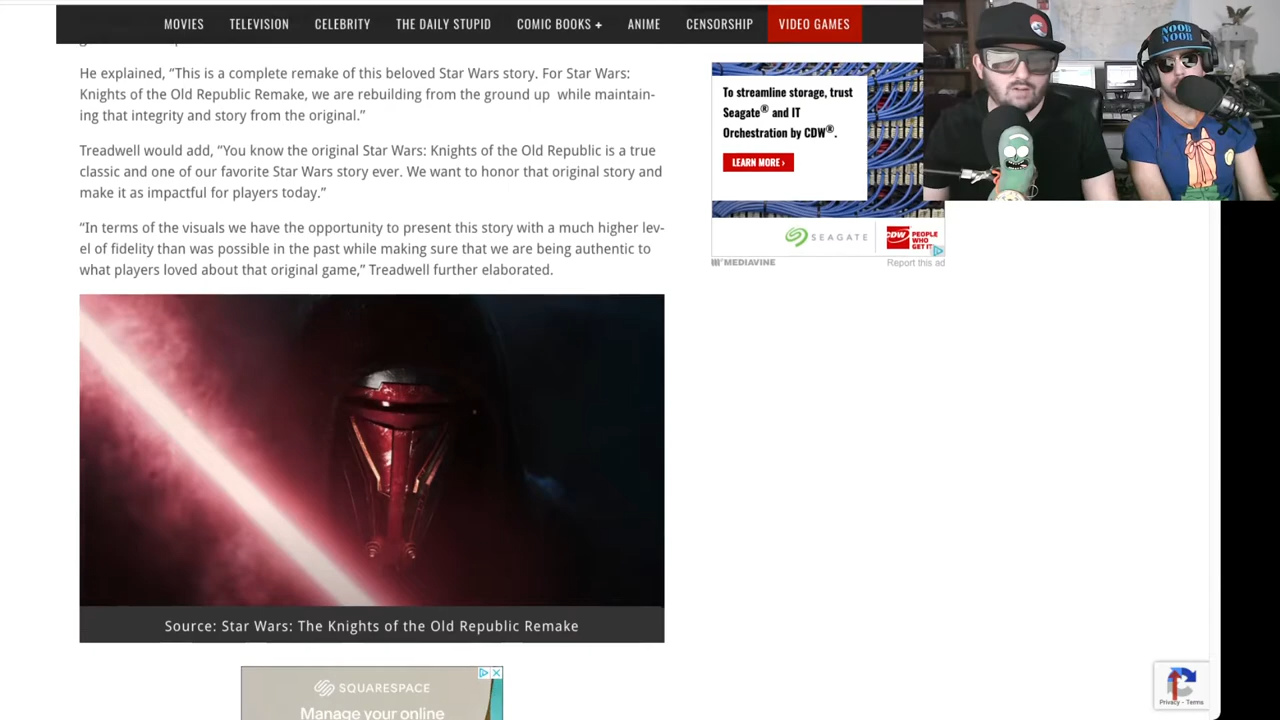 MOVIES TELEVISION CELEBRITY THE DAILY STUPID COMIC BOOKS + ANIME CENSORSHIP VIDEO GAMES
He explained, “This is a complete remake of this beloved Star Wars story. For Star Wars:
Knights of the Old Republic Remake, we are rebuilding from the ground up while maintain-
ing that integrity and story from the original.”
Treadwell would add, “You know the original Star Wars: Knights of the Old Republic is a true
classic and one of our favorite Star Wars story ever. We want to honor that original story and
make it as impactful for players today.”
“In terms of the visuals we have the opportunity to present this story with a much higher lev-
el of fidelity than was possible in the past while making sure that we are being authentic to
what players loved about that original game,” Treadwell further elaborated.
Source: Star Wars: The Knights of the Old Republic Remake
SQUARESPACE
Manage your online
To streamline storage, trust
Seagate® and IT
Orchestration by CDW®.
LEARN MORE ›
SEAGATE
CDW PEOPLE
WHO
GET IT
MEDIAVINE
Report this ad
NOOB
NOOB
Privacy - Terms